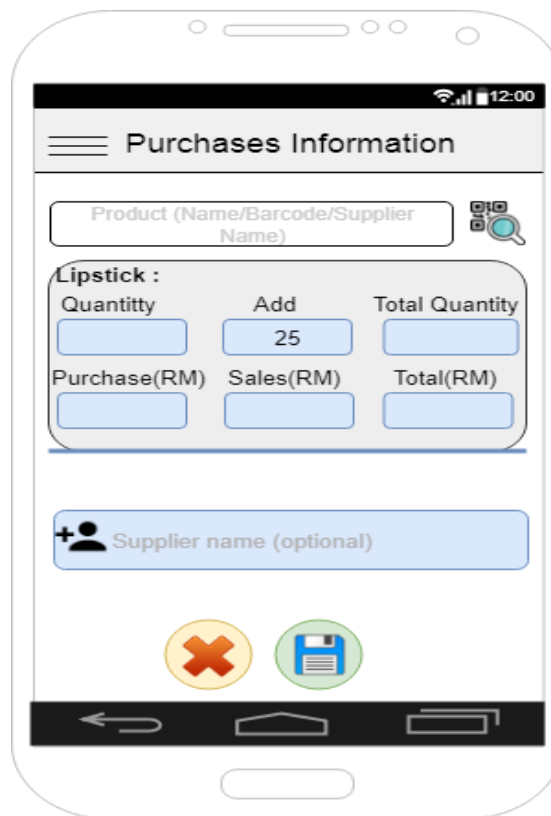 12:00
Purchases Information
Product (Name/Barcode/Supplier
Name)
Lipstick :
Quantitty Add Total Quantity
25
Purchase(RM) Sales(RM) Total(RM)
Supplier name (optional)